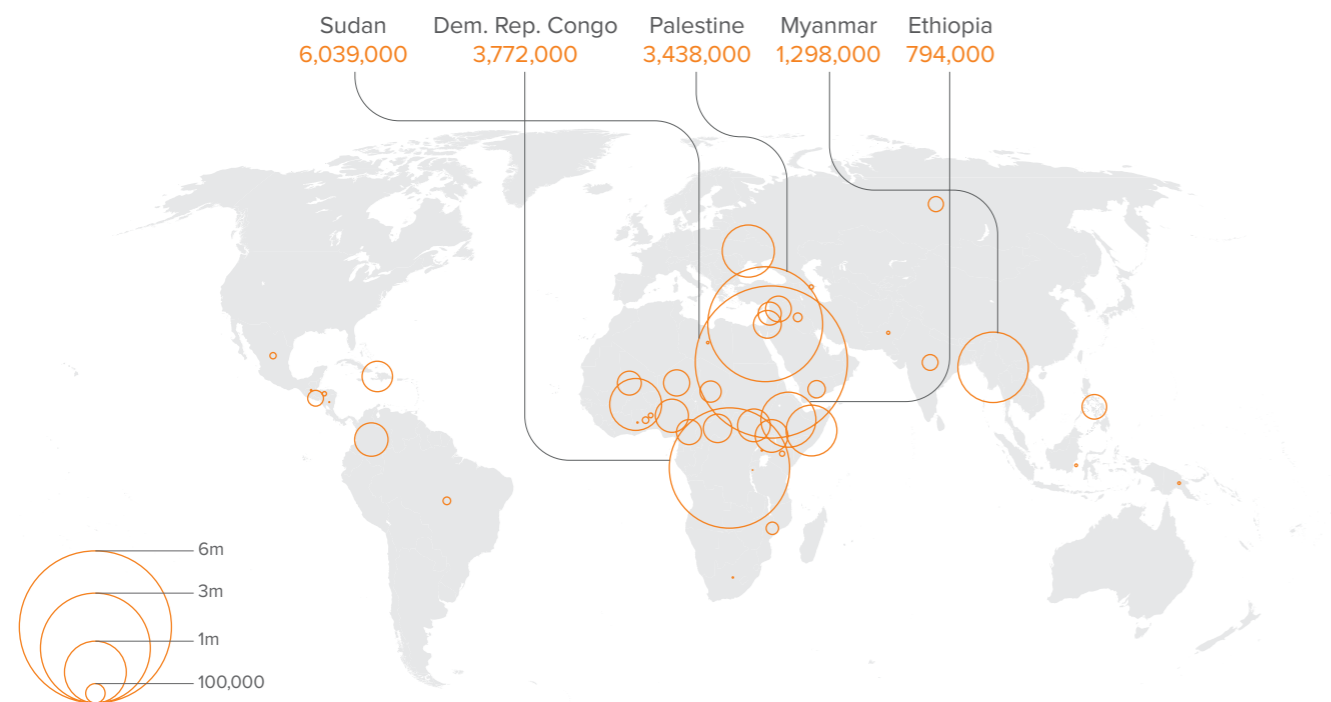 Sudan Dem. Rep. Congo Palestine Myanmar Ethiopia
6,039,000 3,772,000 3,438,000 1,298,000 794,000
6m
3m
1m
100,000